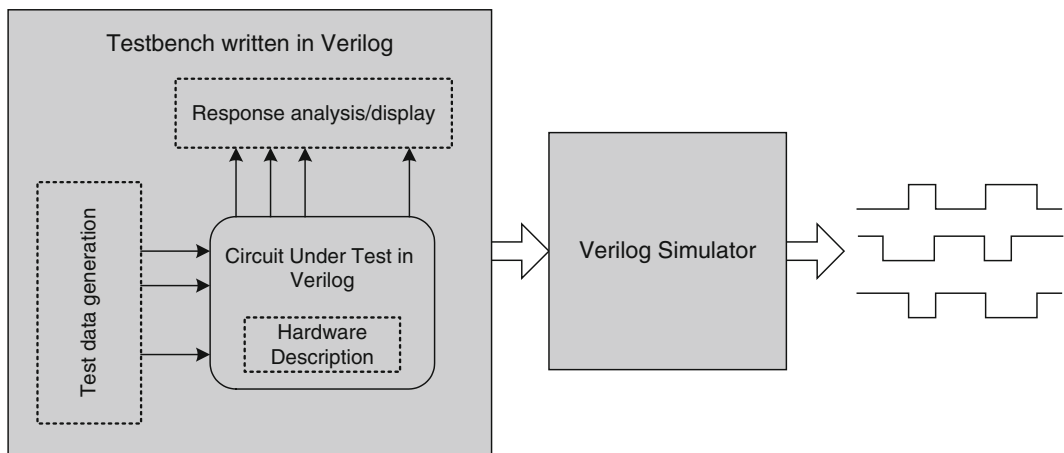 Testbench written in Verilog
Response analysis/display
Test data generation
Circuit Under Test in
Verilog
Hardware
Description
Verilog Simulator